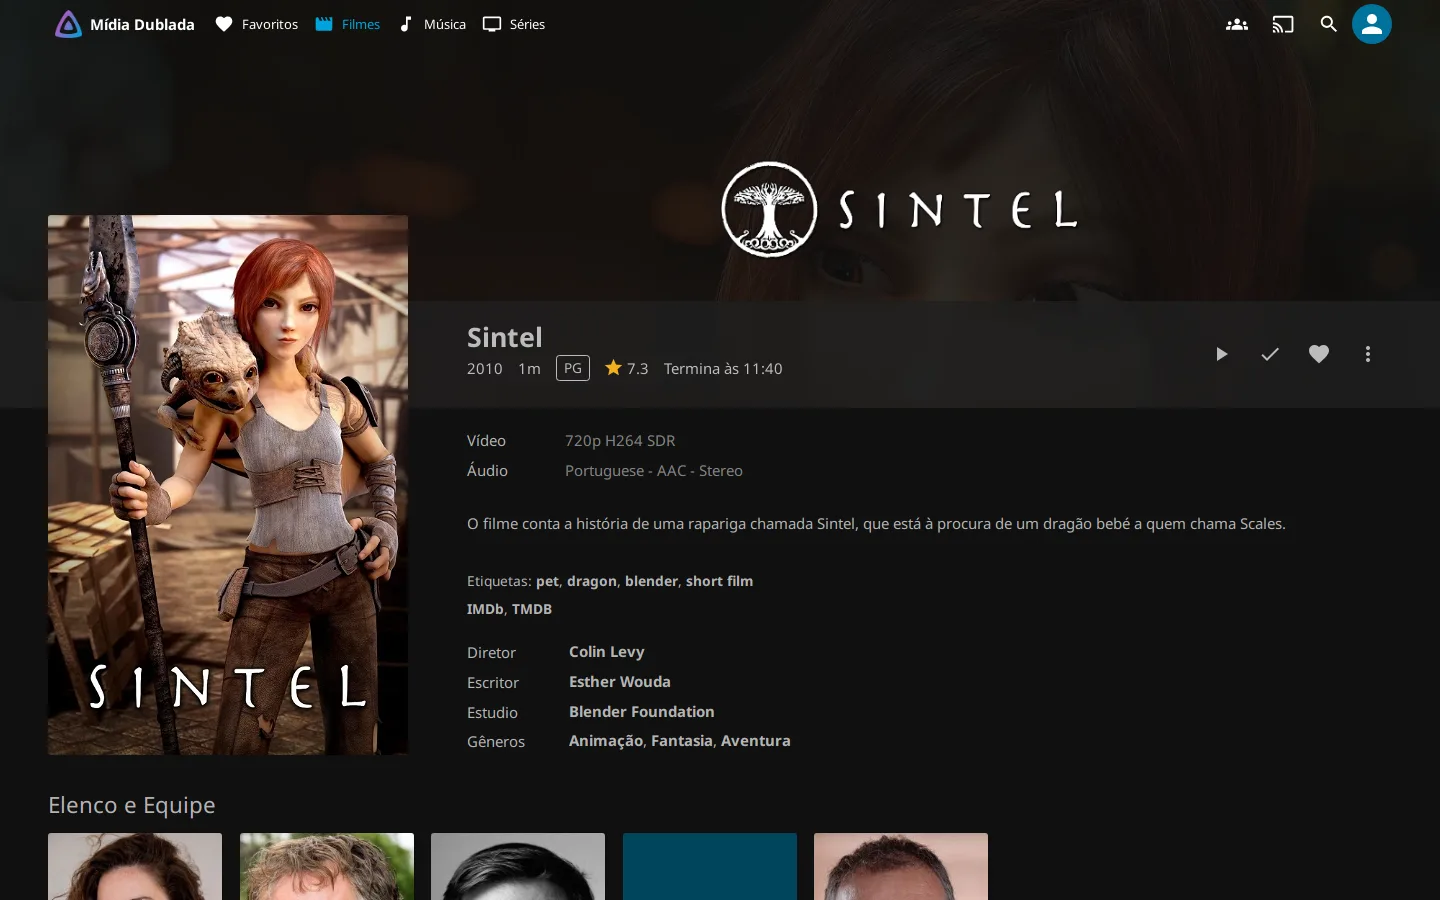 Mídia Dublada Favoritos Filmes Música Séries
SINTEL
SINTEL
Sintel
2010 1m PG 7.3 Termina às 11:40
Vídeo 720p H264 SDR
Áudio Portuguese - AAC - Stereo
O filme conta a história de uma rapariga chamada Sintel, que está à procura de um dragão bebé a quem chama Scales.
Etiquetas: pet, dragon, blender, short film
IMDb, TMDB
Diretor Colin Levy
Escritor Esther Wouda
Estudio Blender Foundation
Gêneros Animação, Fantasia, Aventura
Elenco e Equipe